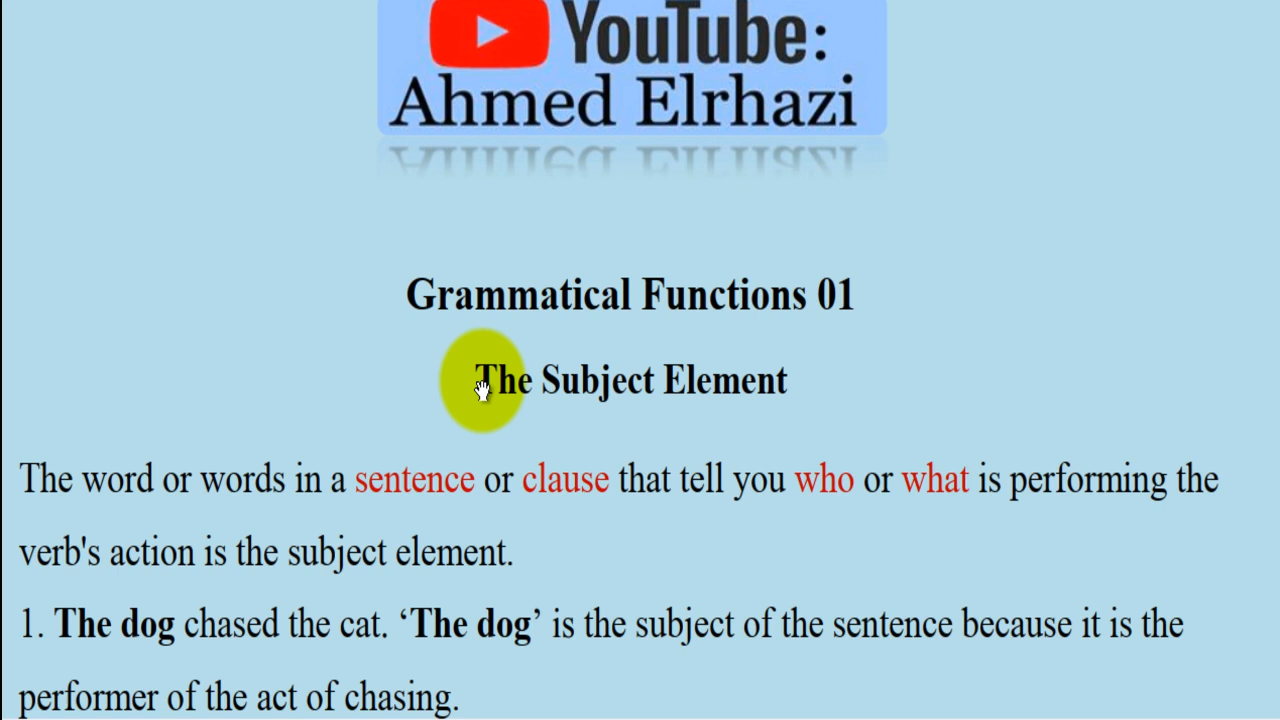 YouTube:
Ahmed Elrhazi
Grammatical Functions 01
The Subject Element
The word or words in a sentence or clause that tell you who or what is performing the
verb's action is the subject element.
1. The dog chased the cat. ‘The dog’ is the subject of the sentence because it is the
performer of the act of chasing.